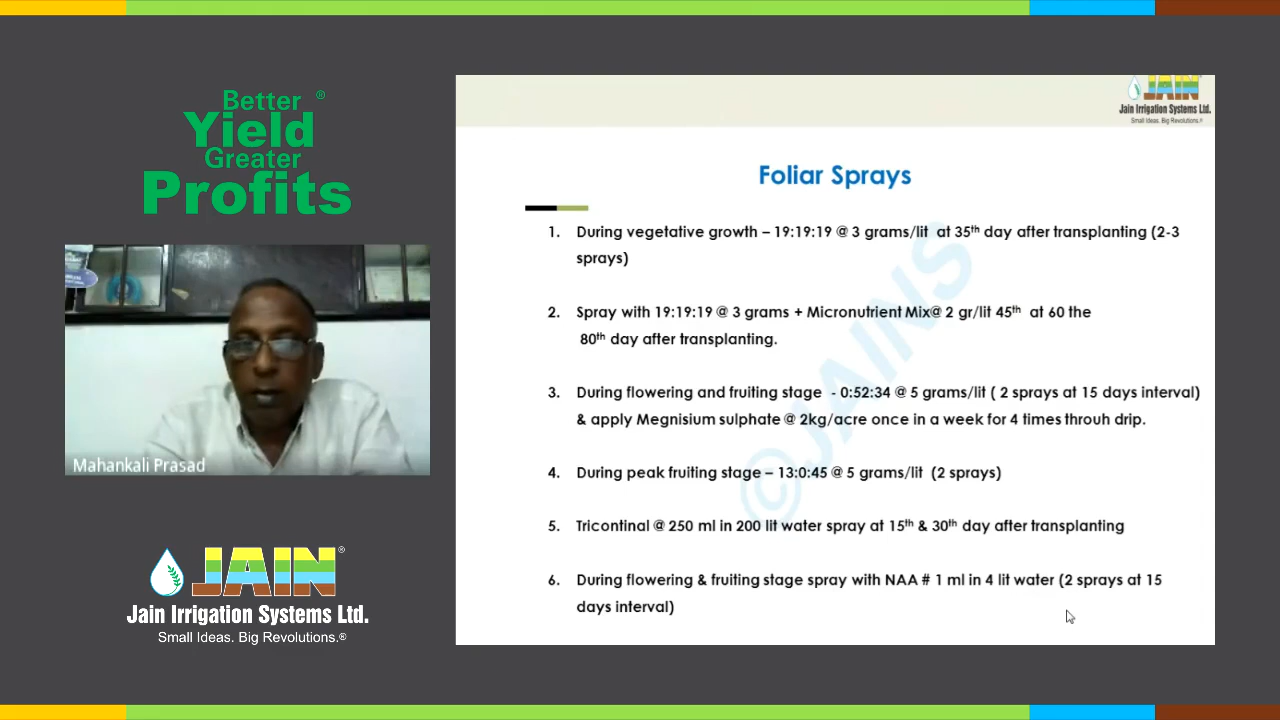 Better ®
Yield
Greater
Profits
Mahankali Prasad
JAIN®
Jain Irrigation Systems Ltd.
Small Ideas. Big Revolutions.®
JAIN
Jain Irrigation Systems Ltd.
Small Ideas. Big Revolutions.®
Foliar Sprays
1. During vegetative growth – 19:19:19 @ 3 grams/lit at 35th day after transplanting (2-3
sprays)
2. Spray with 19:19:19 @ 3 grams + Micronutrient Mix@ 2 gr/lit 45th at 60 the
80th day after transplanting.
3. During flowering and fruiting stage - 0:52:34 @ 5 grams/lit ( 2 sprays at 15 days interval)
& apply Megnisium sulphate @ 2kg/acre once in a week for 4 times throuh drip.
4. During peak fruiting stage – 13:0:45 @ 5 grams/lit (2 sprays)
5. Tricontinal @ 250 ml in 200 lit water spray at 15th & 30th day after transplanting
6. During flowering & fruiting stage spray with NAA # 1 ml in 4 lit water (2 sprays at 15
days interval)
©JAINS